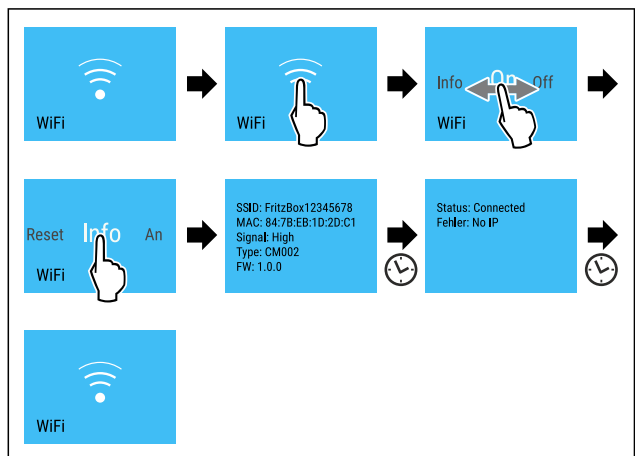 WiFi
WiFi
Info On Off
WiFi
Reset Info An
WiFi
SSID: FritzBox12345678
MAC: 84:7B:EB:1D:2D:C1
Signal: High
Type: CM002
FW: 1.0.0
Status: Connected
Fehler: No IP
WiFi